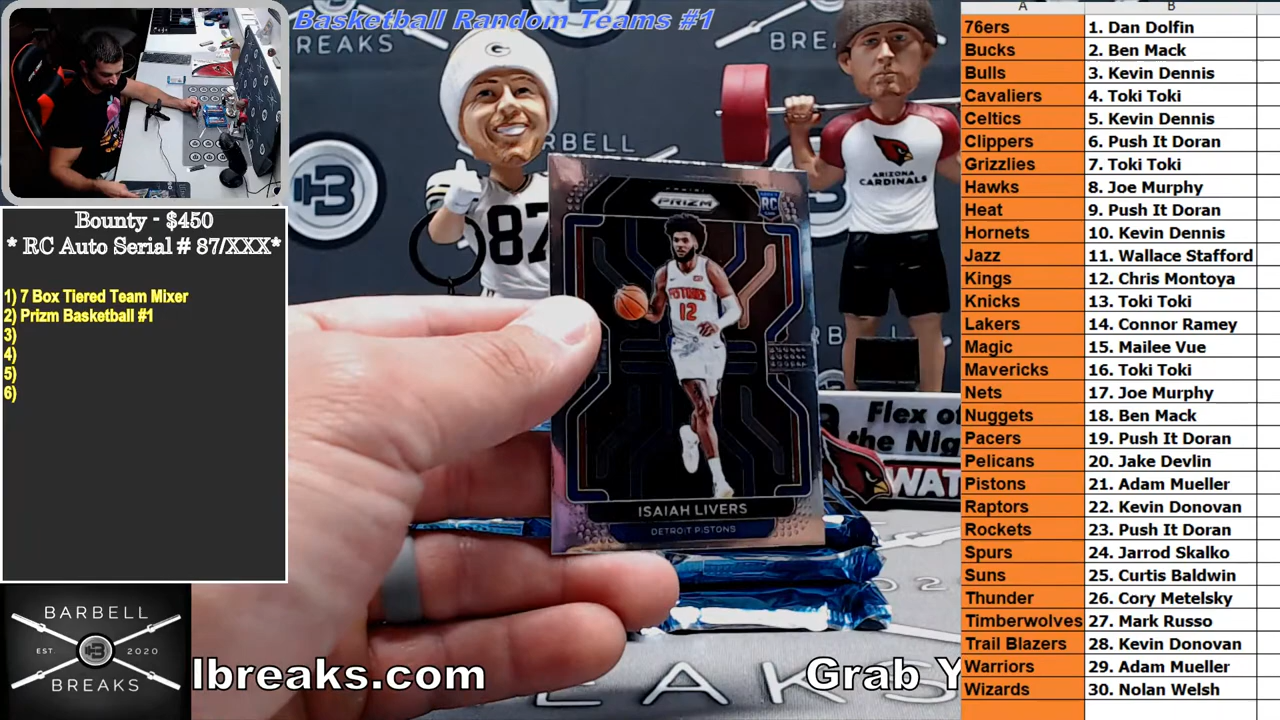 Basketball Random Teams #1
BREAKS
BRE
BARBELL
G
87
ARIZONA
CARDINALS
Bounty - $450
* RC Auto Serial # 87/XXX*
1) 7 Box Tiered Team Mixer
2) Prizm Basketball #1
3)
4)
5)
6)
PANINI
PRIZM
RC
PISTONS
12
ISAIAH LIVERS
DETROIT PISTONS
Flex of
the Nig
WAT
BARBELL
EST. 2020
BREAKS
lbreaks.com
Grab Y
EAKS
A B
76ers 1. Dan Dolfin
Bucks 2. Ben Mack
Bulls 3. Kevin Dennis
Cavaliers 4. Toki Toki
Celtics 5. Kevin Dennis
Clippers 6. Push It Doran
Grizzlies 7. Toki Toki
Hawks 8. Joe Murphy
Heat 9. Push It Doran
Hornets 10. Kevin Dennis
Jazz 11. Wallace Stafford
Kings 12. Chris Montoya
Knicks 13. Toki Toki
Lakers 14. Connor Ramey
Magic 15. Mailee Vue
Mavericks 16. Toki Toki
Nets 17. Joe Murphy
Nuggets 18. Ben Mack
Pacers 19. Push It Doran
Pelicans 20. Jake Devlin
Pistons 21. Adam Mueller
Raptors 22. Kevin Donovan
Rockets 23. Push It Doran
Spurs 24. Jarrod Skalko
Suns 25. Curtis Baldwin
Thunder 26. Cory Metelsky
Timberwolves 27. Mark Russo
Trail Blazers 28. Kevin Donovan
Warriors 29. Adam Mueller
Wizards 30. Nolan Welsh